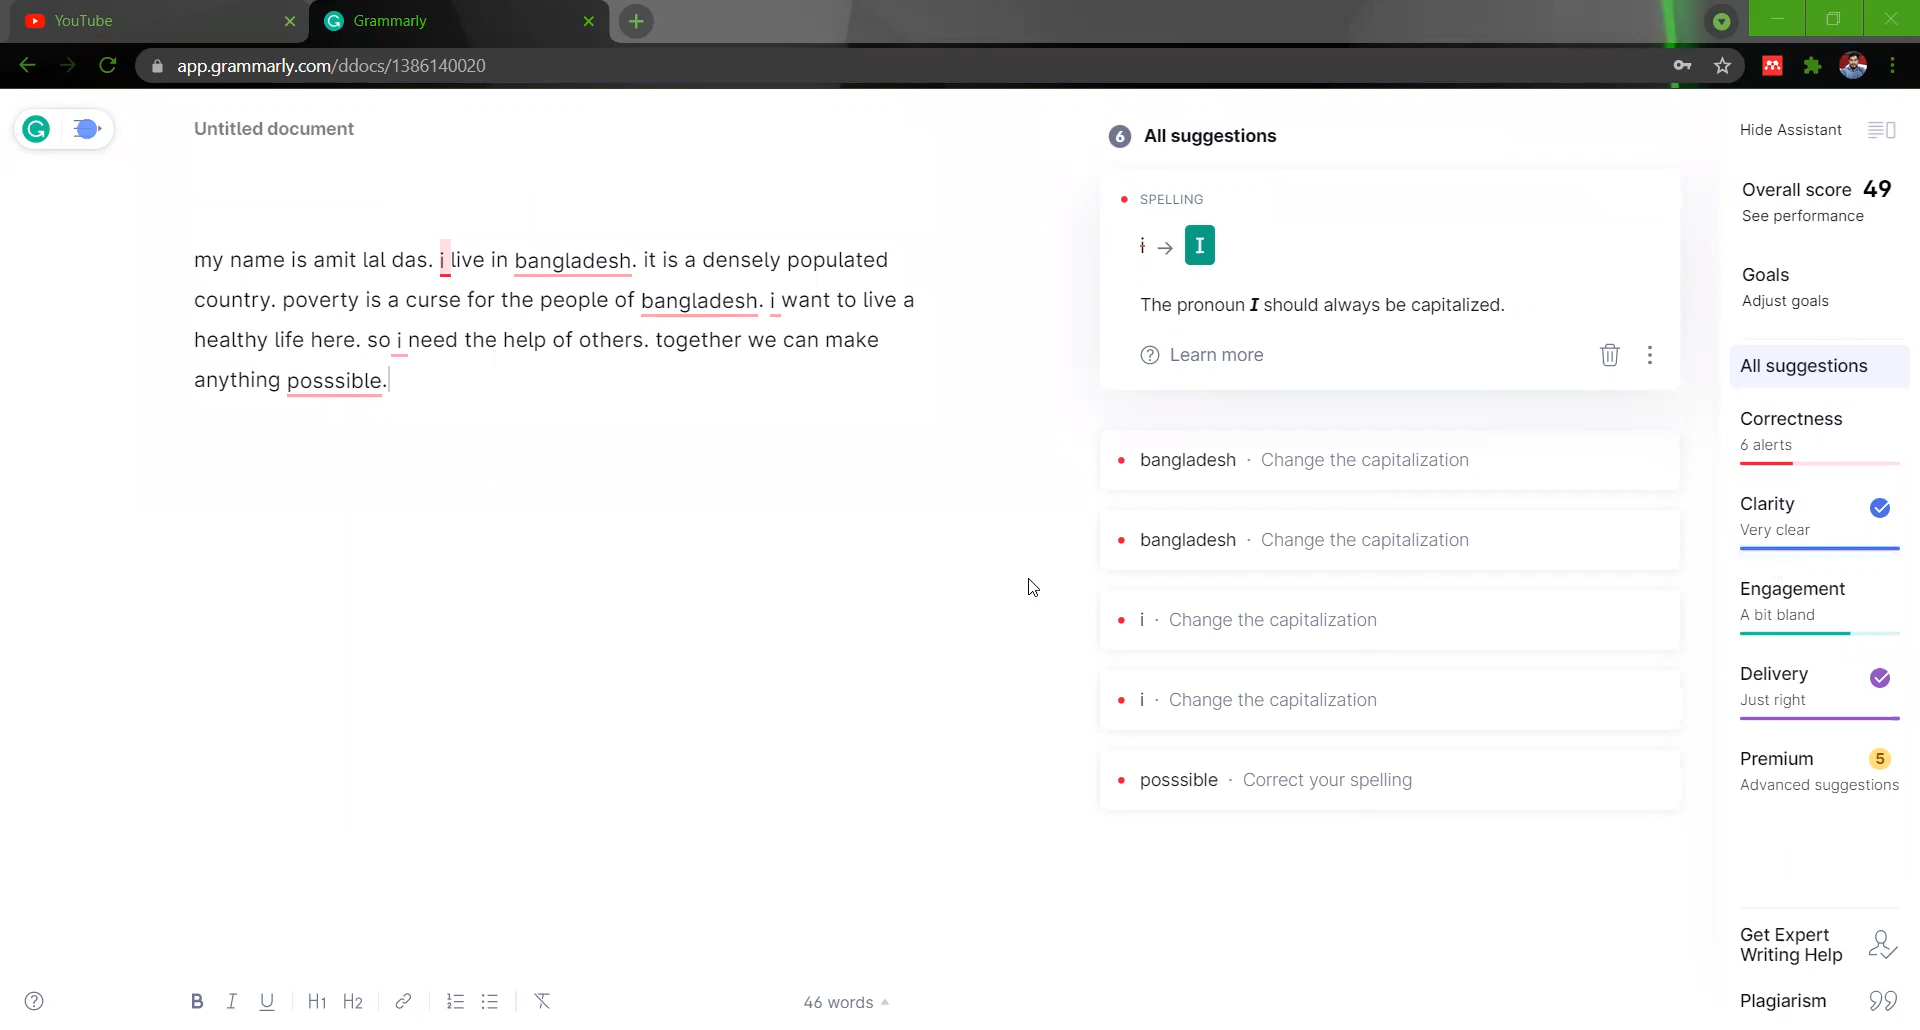 YouTube
Grammarly
app.grammarly.com/ddocs/1386140020
Untitled document
my name is amit lal das. i live in bangladesh. it is a densely populated
country. poverty is a curse for the people of bangladesh. i want to live a
healthy life here. so i need the help of others. together we can make
anything posssible.
46 words
B I U H1 H2
6 All suggestions
SPELLING
i → I
The pronoun I should always be capitalized.
Learn more
bangladesh · Change the capitalization
bangladesh · Change the capitalization
i · Change the capitalization
i · Change the capitalization
posssible · Correct your spelling
Hide Assistant
Overall score 49
See performance
Goals
Adjust goals
All suggestions
Correctness
6 alerts
Clarity
Very clear
Engagement
A bit bland
Delivery
Just right
Premium 5
Advanced suggestions
Get Expert
Writing Help
Plagiarism